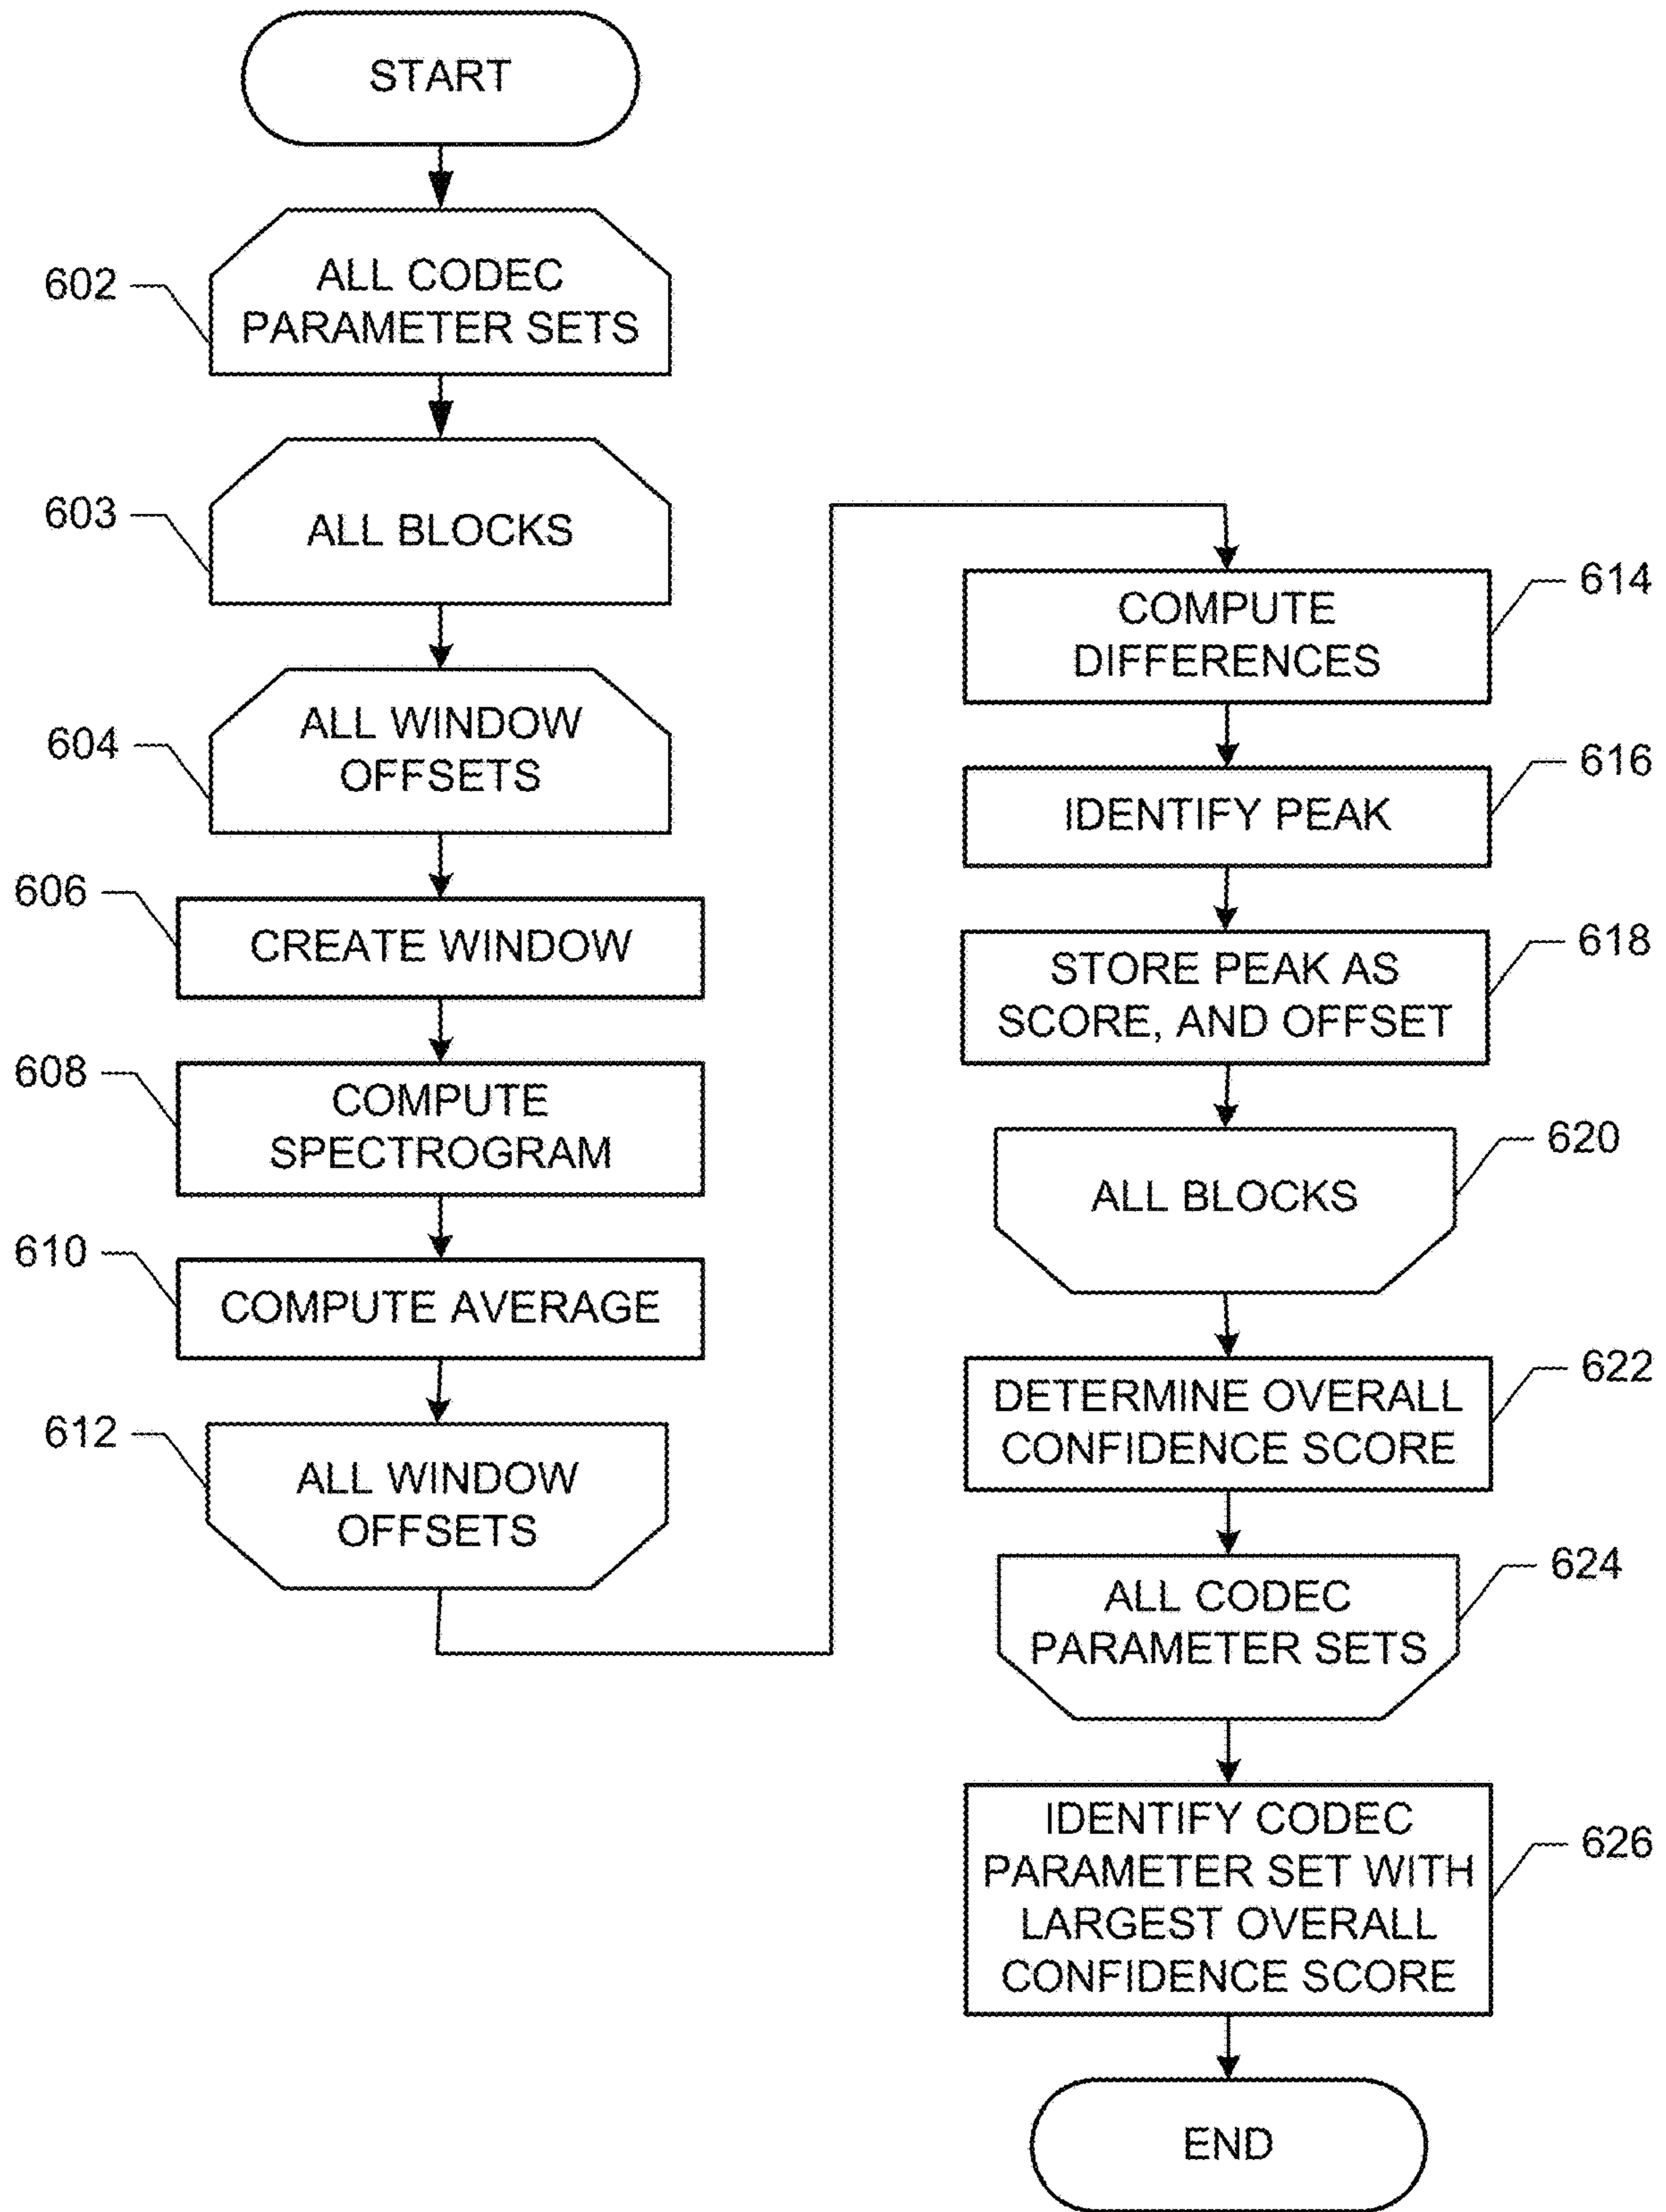 START
602
ALL CODEC
PARAMETER SETS
603
ALL BLOCKS
604
ALL WINDOW
OFFSETS
606
CREATE WINDOW
608
COMPUTE
SPECTROGRAM
610
COMPUTE AVERAGE
612
ALL WINDOW
OFFSETS
614
COMPUTE
DIFFERENCES
616
IDENTIFY PEAK
618
STORE PEAK AS
SCORE, AND OFFSET
620
ALL BLOCKS
622
DETERMINE OVERALL
CONFIDENCE SCORE
624
ALL CODEC
PARAMETER SETS
626
IDENTIFY CODEC
PARAMETER SET WITH
LARGEST OVERALL
CONFIDENCE SCORE
END